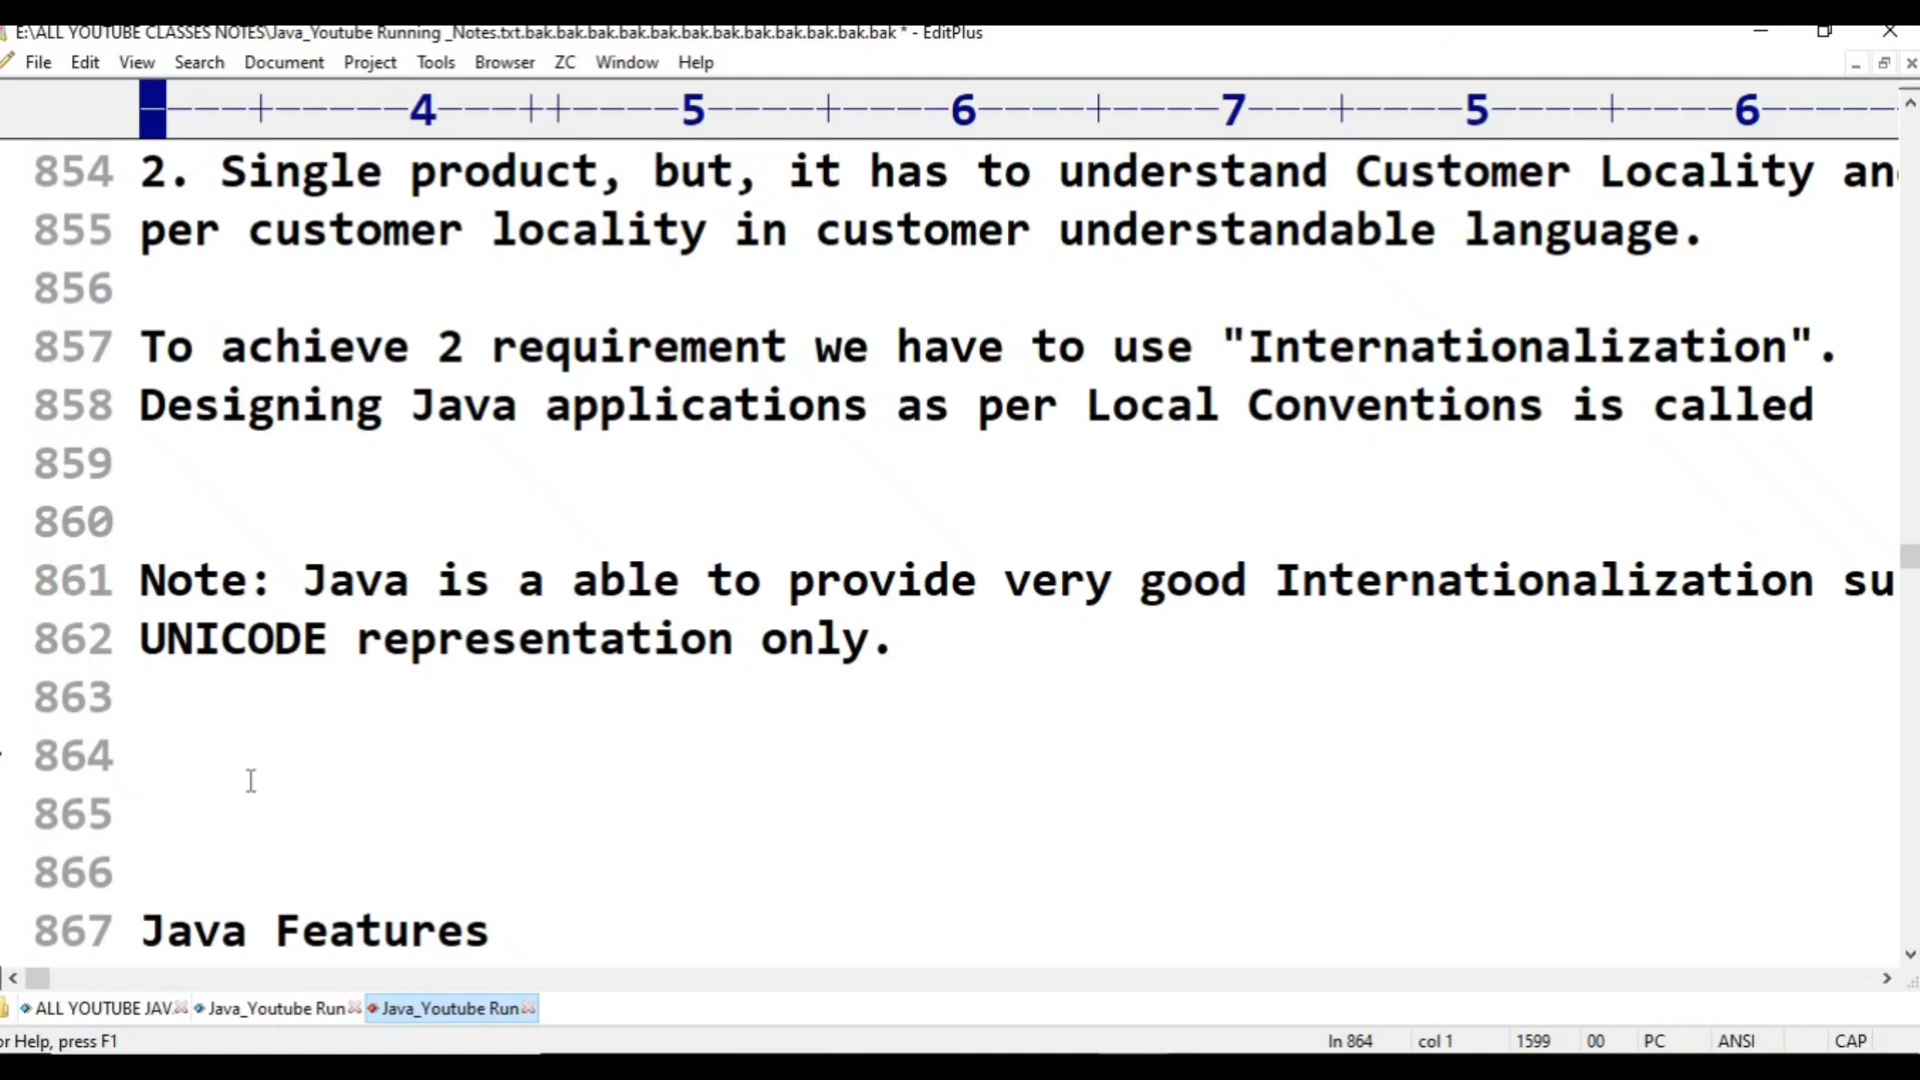 E:\ALL YOUTUBE CLASSES NOTES\Java_Youtube Running _Notes.txt.bak.bak.bak.bak.bak.bak.bak.bak.bak.bak.bak.bak * - EditPlus
File Edit View Search Document Project Tools Browser ZC Window Help
4 5 6 7 5 6
854 2. Single product, but, it has to understand Customer Locality an
855 per customer locality in customer understandable language.
856
857 To achieve 2 requirement we have to use "Internationalization".
858 Designing Java applications as per Local Conventions is called
859
860
861 Note: Java is a able to provide very good Internationalization su
862 UNICODE representation only.
863
864
865
866
867 Java Features
ALL YOUTUBE JAV Java_Youtube Run Java_Youtube Run
or Help, press F1 ln 864 col 1 1599 00 PC ANSI CAP